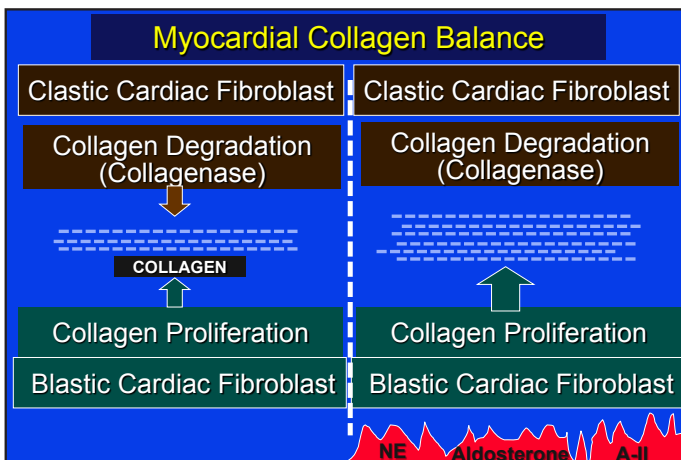 Myocardial Collagen Balance
Clastic Cardiac Fibroblast
Collagen Degradation
(Collagenase)
COLLAGEN
Collagen Proliferation
Blastic Cardiac Fibroblast
Clastic Cardiac Fibroblast
Collagen Degradation
(Collagenase)
Collagen Proliferation
Blastic Cardiac Fibroblast
NE Aldosterone A-II